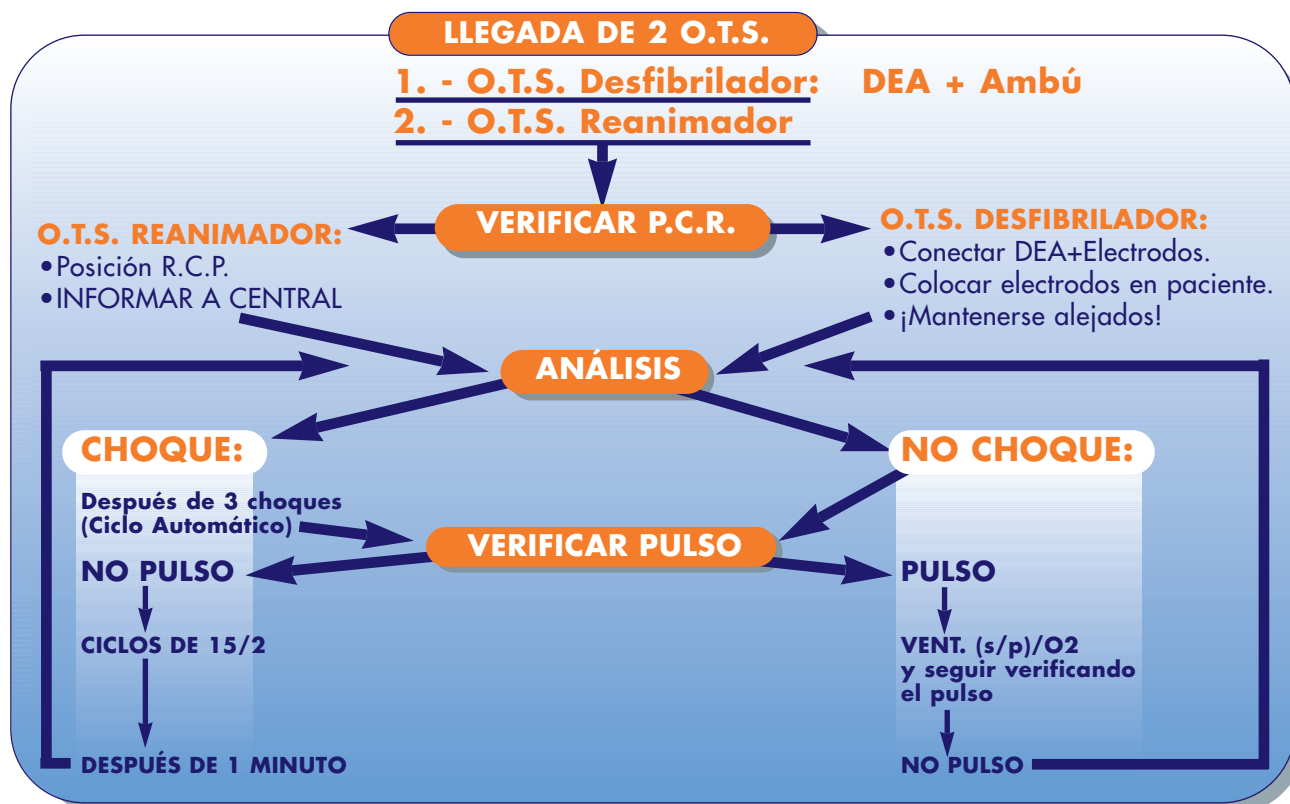 LLEGADA DE 2 O.T.S.
1. - O.T.S. Desfibrilador: DEA + Ambú
2. - O.T.S. Reanimador
VERIFICAR P.C.R.
O.T.S. REANIMADOR:
•Posición R.C.P.
•INFORMAR A CENTRAL
O.T.S. DESFIBRILADOR:
•Conectar DEA+Electrodos.
•Colocar electrodos en paciente.
•¡Mantenerse alejados!
ANÁLISIS
CHOQUE:
Después de 3 choques
(Ciclo Automático)
NO CHOQUE:
VERIFICAR PULSO
NO PULSO
CICLOS DE 15/2
DESPUÉS DE 1 MINUTO
PULSO
VENT. (s/p)/O2
y seguir verificando
el pulso
NO PULSO